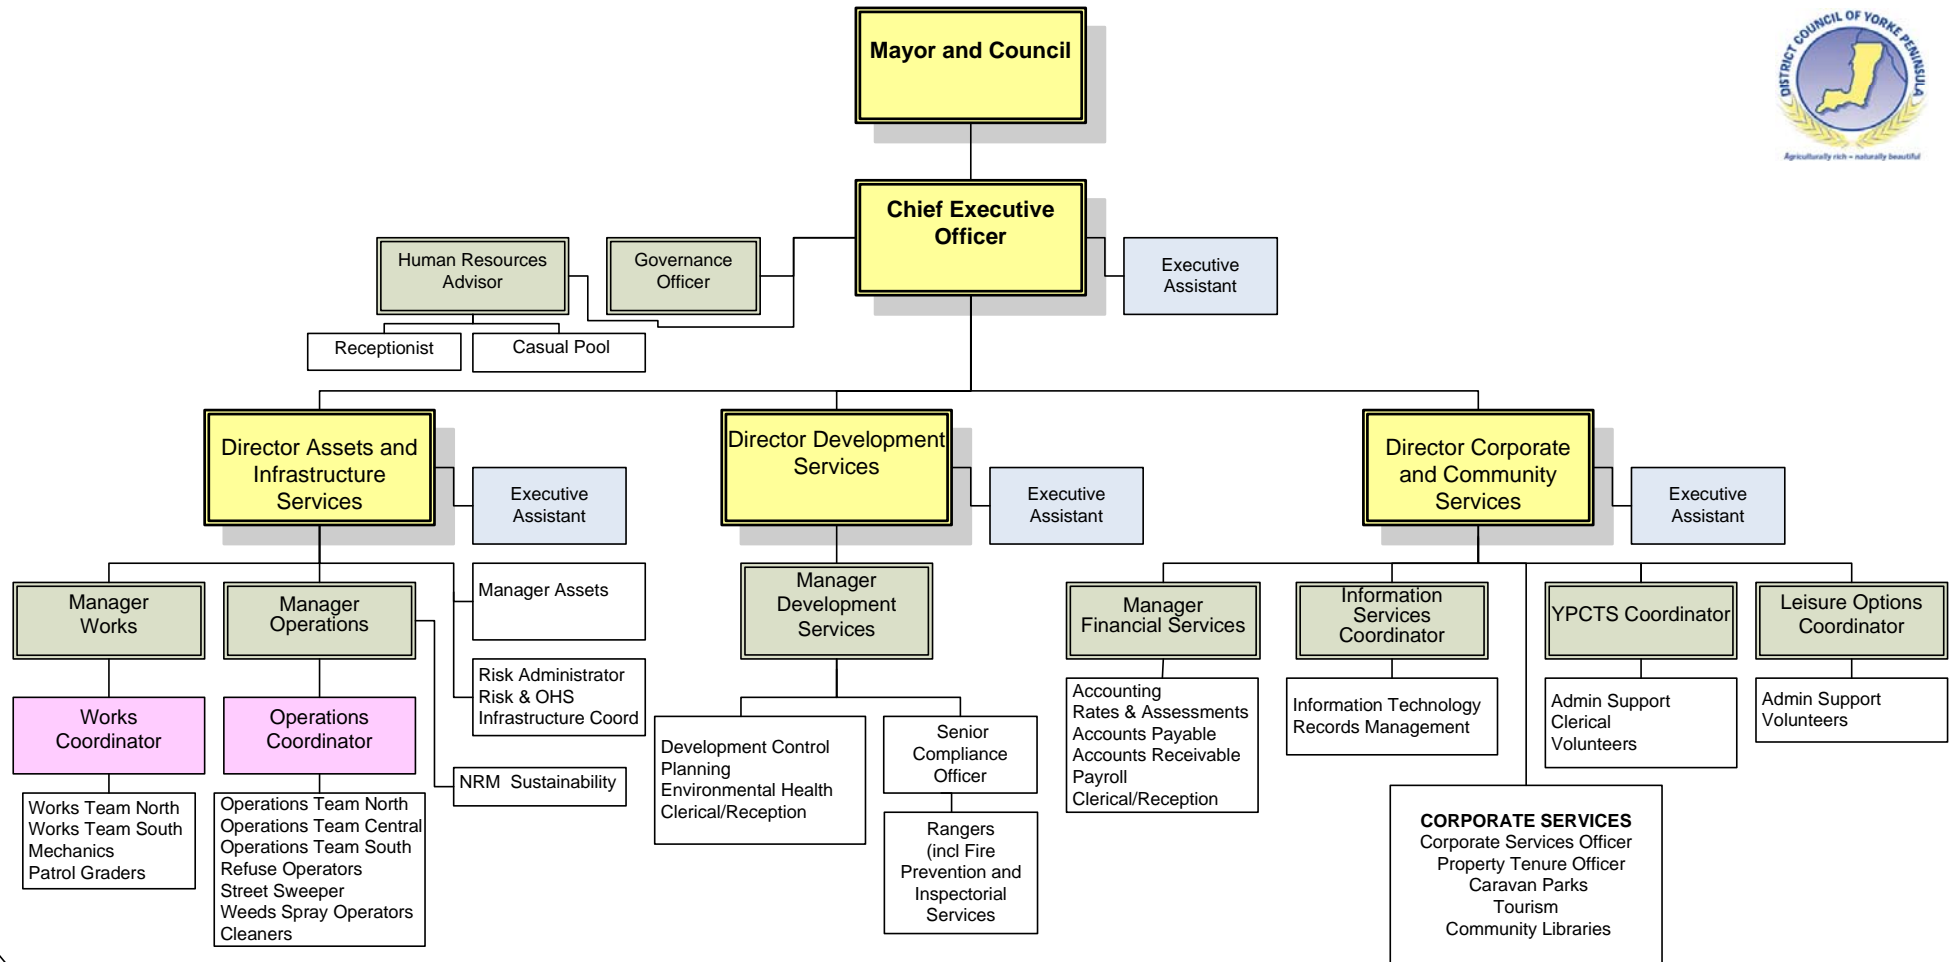 DISTRICT COUNCIL OF YORKE PENINSULA
Agriculturally rich ~ naturally beautiful
Mayor and Council
Chief Executive
Officer
Human Resources
Advisor
Governance
Officer
Executive
Assistant
Receptionist
Casual Pool
Director Assets and
Infrastructure
Services
Executive
Assistant
Director Development
Services
Executive
Assistant
Director Corporate
and Community
Services
Executive
Assistant
Manager
Works
Manager
Operations
Manager Assets
Risk Administrator
Risk & OHS
Infrastructure Coord
Works
Coordinator
Operations
Coordinator
NRM  Sustainability
Works Team North
Works Team South
Mechanics
Patrol Graders
Operations Team North
Operations Team Central
Operations Team South
Refuse Operators
Street Sweeper
Weeds Spray Operators
Cleaners
Manager
Development
Services
Development Control
Planning
Environmental Health
Clerical/Reception
Senior
Compliance
Officer
Rangers
(incl Fire
Prevention and
Inspectorial
Services
Manager
Financial Services
Accounting
Rates & Assessments
Accounts Payable
Accounts Receivable
Payroll
Clerical/Reception
Information
Services
Coordinator
Information Technology
Records Management
YPCTS Coordinator
Admin Support
Clerical
Volunteers
Leisure Options
Coordinator
Admin Support
Volunteers
CORPORATE SERVICES
Corporate Services Officer
Property Tenure Officer
Caravan Parks
Tourism
Community Libraries